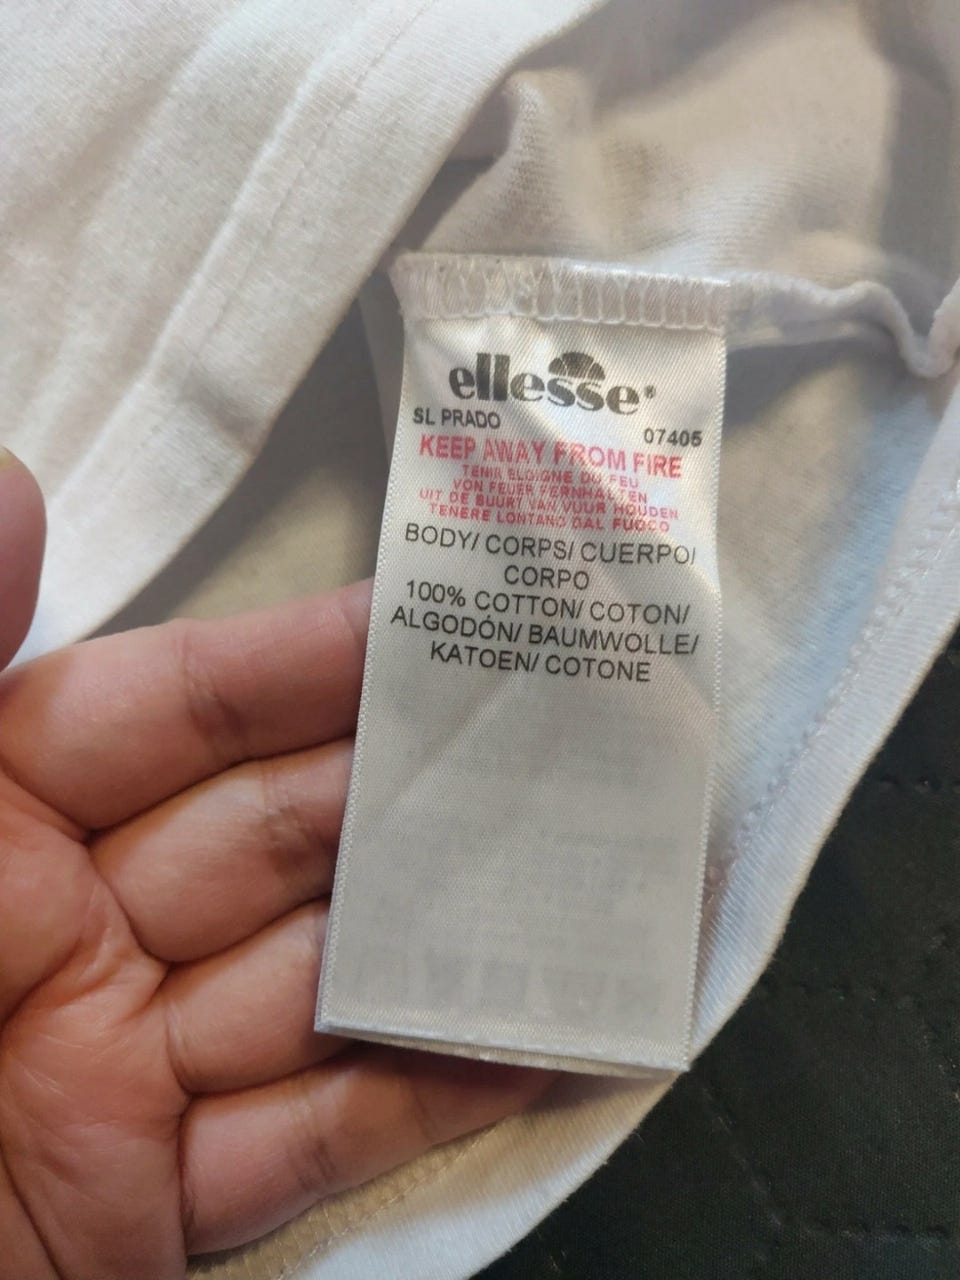 ellesse®
SL PRADO
07405
KEEP AWAY FROM FIRE
TENIR ELOIGNE DU FEU
VON FEUER FERNHALTEN
UIT DE BUURT VAN VUUR HOUDEN
TENERE LONTANO DAL FUOCO
BODY/ CORPS/ CUERPO/
CORPO
100% COTTON/ COTON/
ALGODÓN/ BAUMWOLLE/
KATOEN/ COTONE